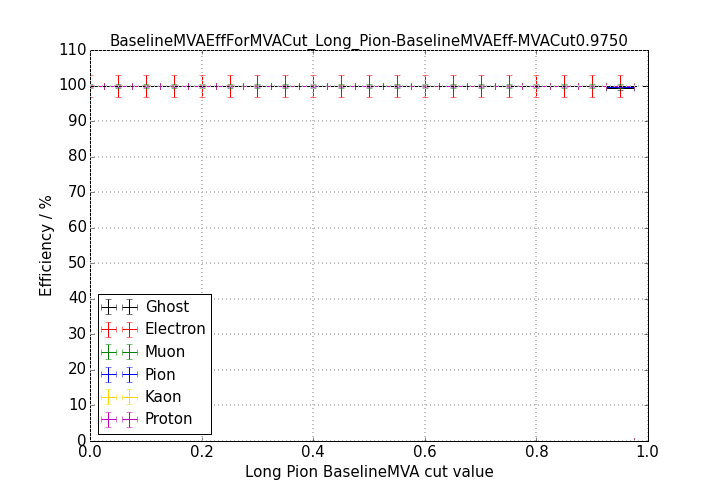 BaselineMVAEffForMVACut_Long_Pion-BaselineMVAEff-MVACut0.9750
110
100
90
80
70
60
50
40
30
20
10
0
Efficiency / %
Ghost
Electron
Muon
Pion
Kaon
Proton
0.0 0.2 0.4 0.6 0.8 1.0
Long Pion BaselineMVA cut value